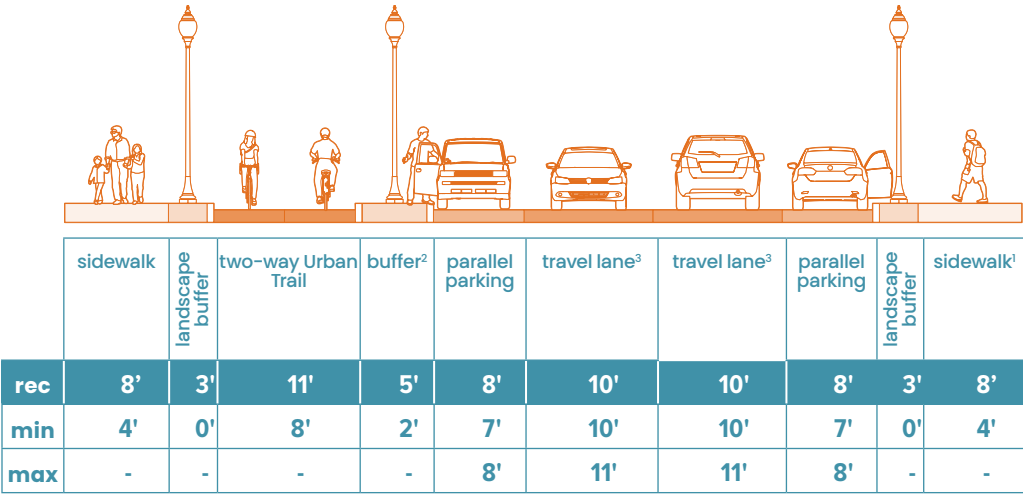 sidewalk landscape buffer two-way Urban Trail buffer² parallel parking travel lane³ travel lane³ parallel parking landscape buffer sidewalk¹
rec 8’ 3' 11' 5' 8' 10' 10' 8' 3' 8’
min 4' 0' 8' 2' 7' 10' 10' 7' 0' 4'
max - - - - 8' 11' 11' 8' - -